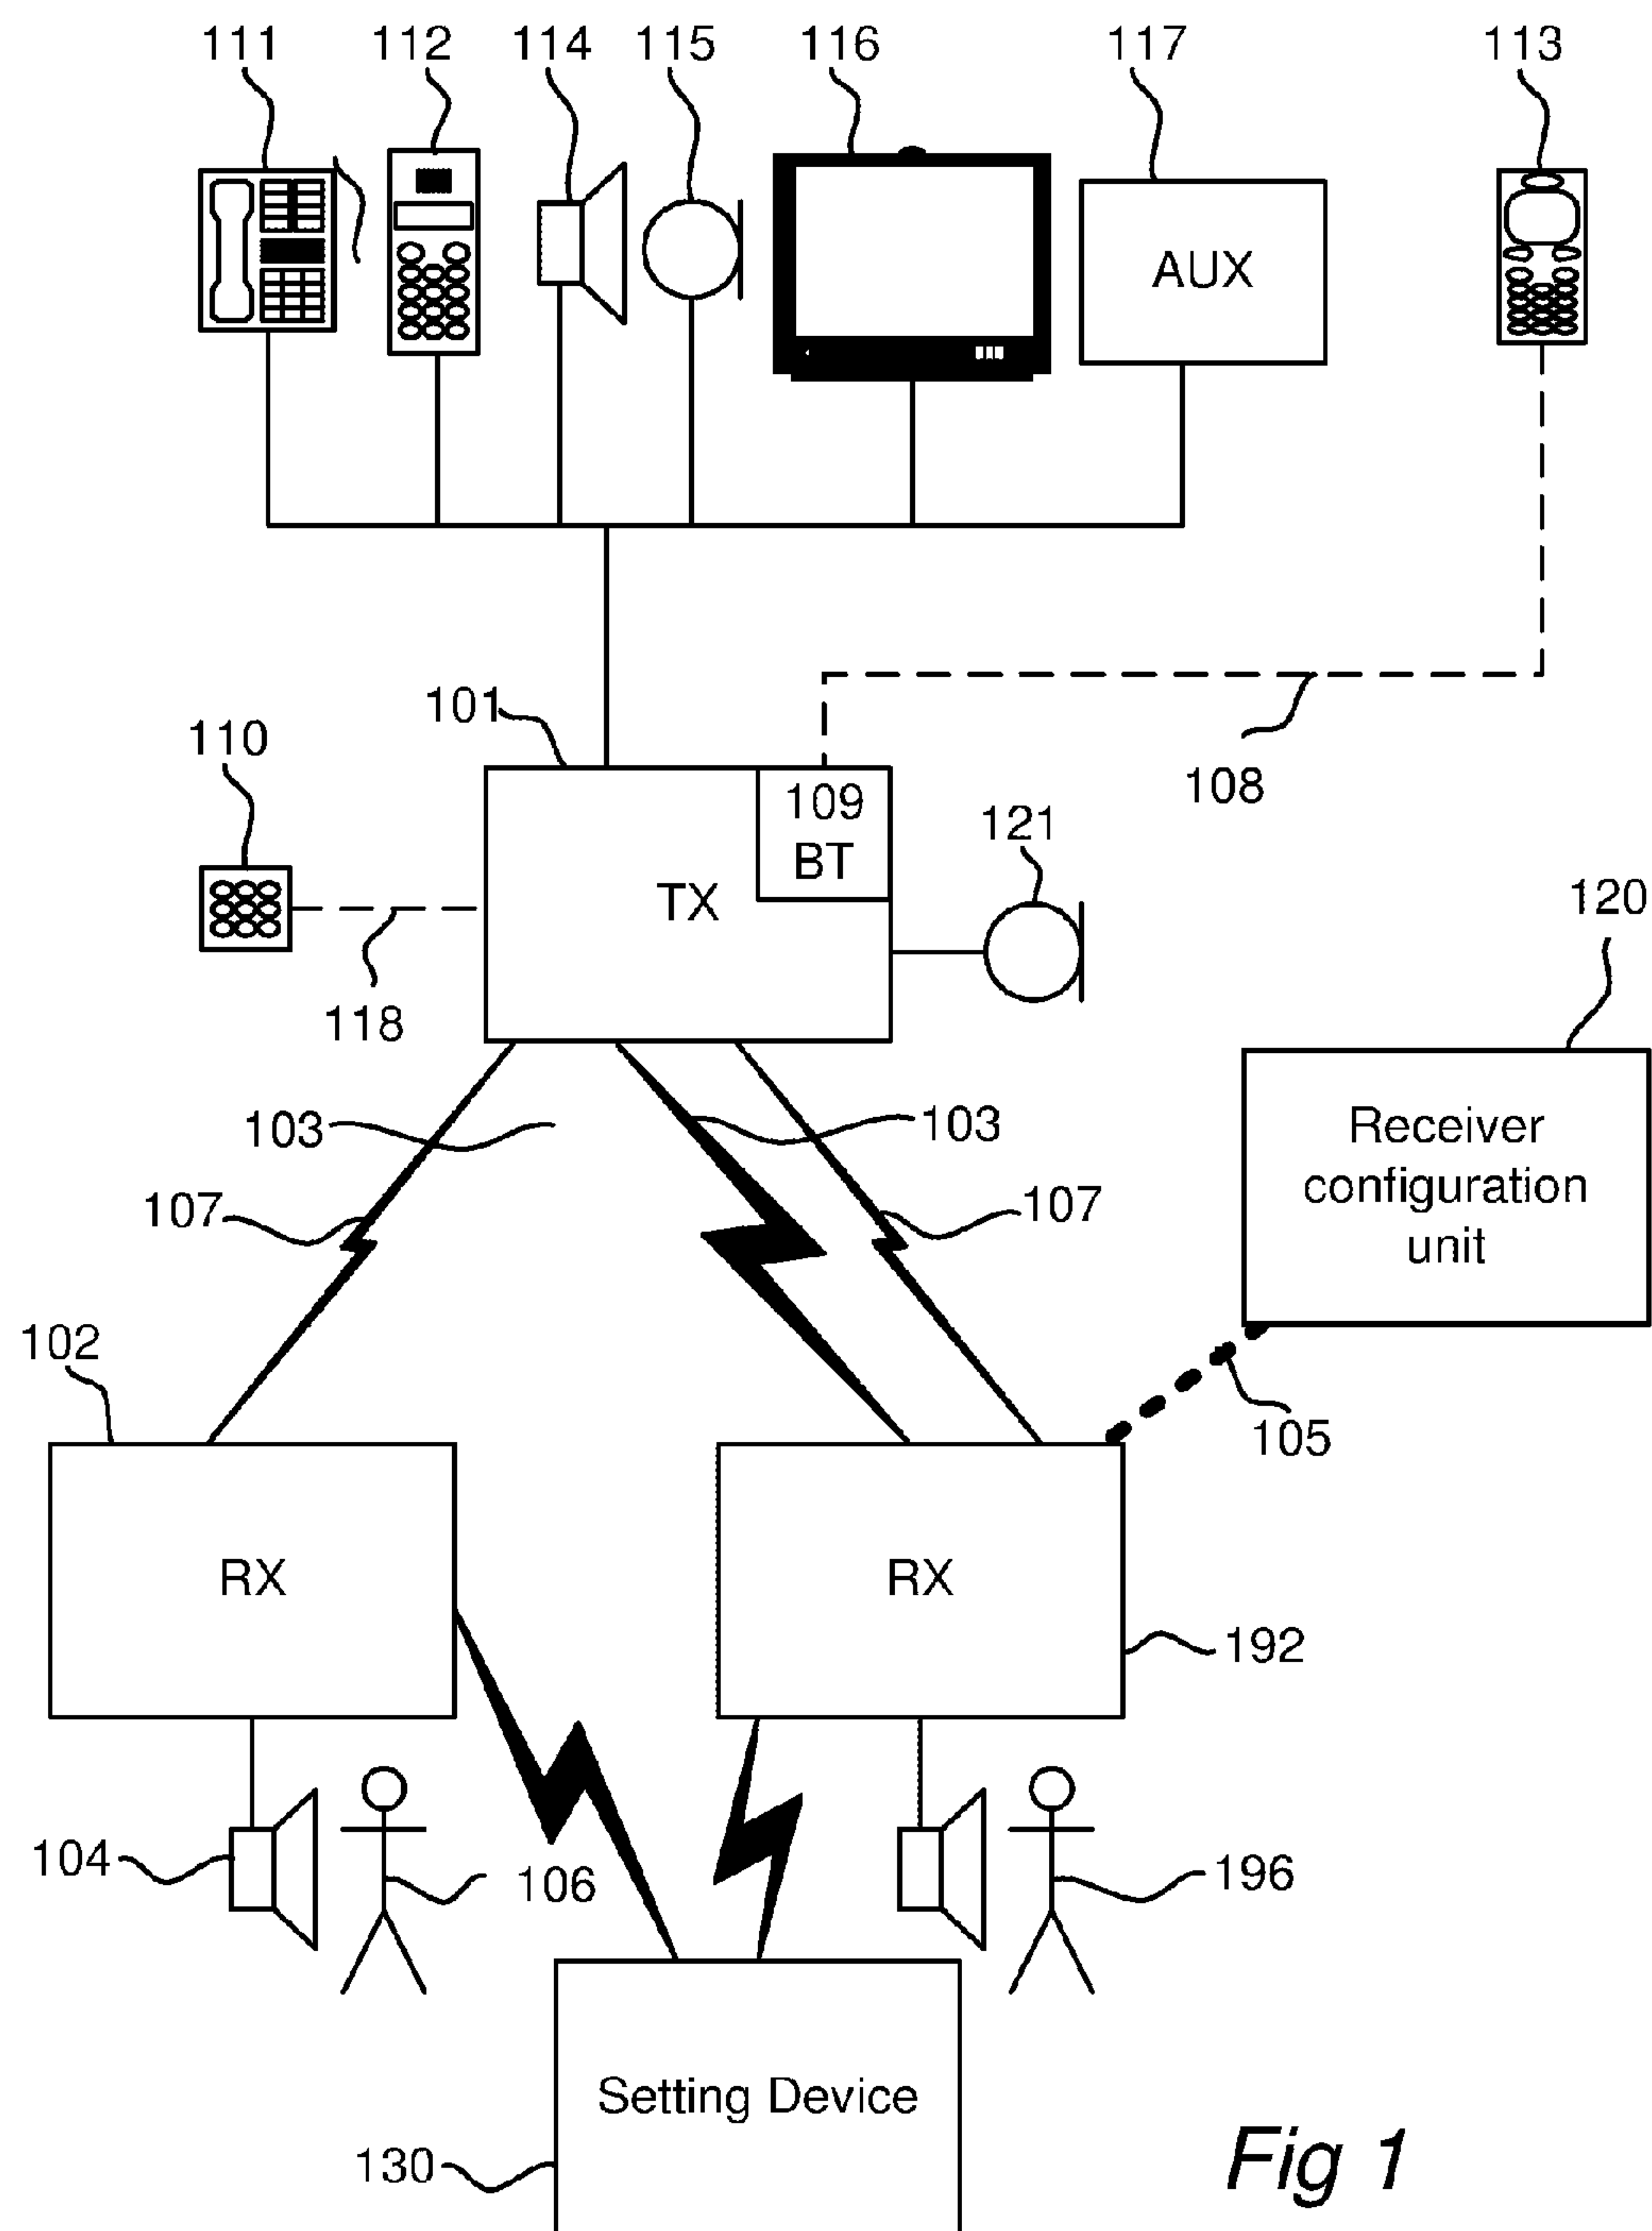 111
112
114
115
116
117
113
AUX
101
110
109
BT
TX
108
121
118
120
103
103
107
107
Receiver
configuration
unit
102
105
RX
RX
192
104
106
196
Setting Device
130
Fig 1